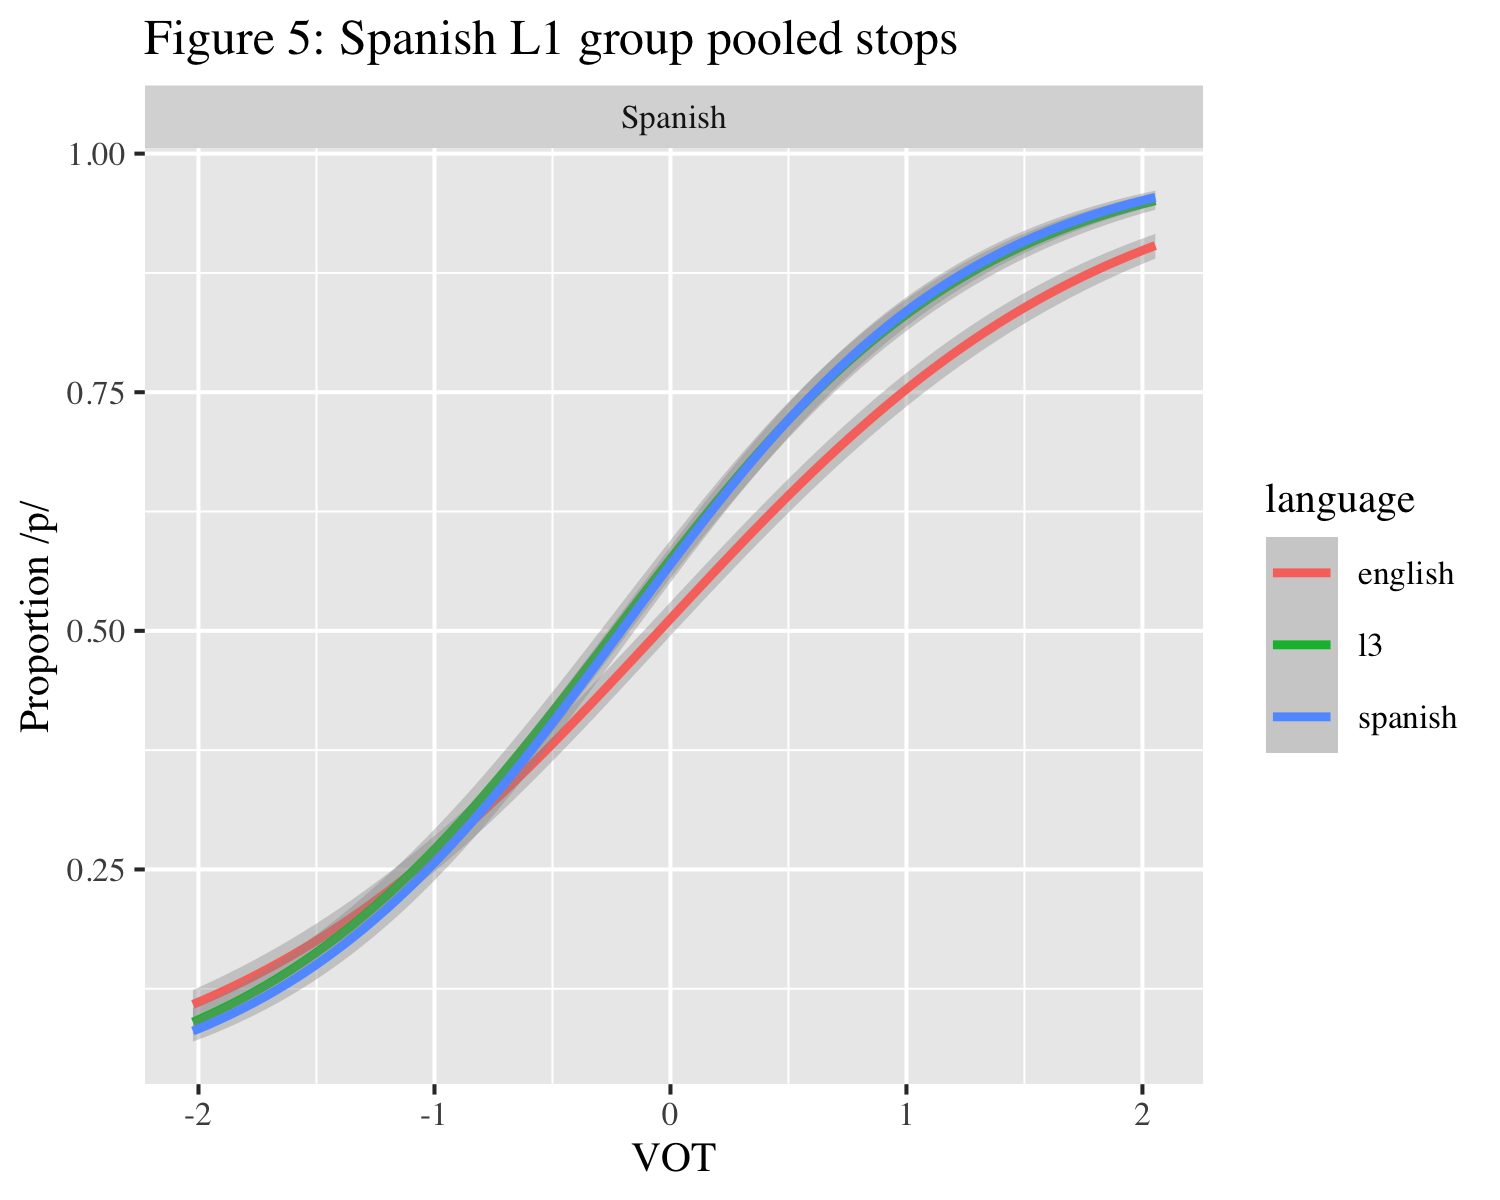 Figure 5: Spanish L1 group pooled stops
Spanish
1.00
0.75
0.50
0.25
Proportion /p/
-2
-1
0
1
2
VOT
language
english
l3
spanish